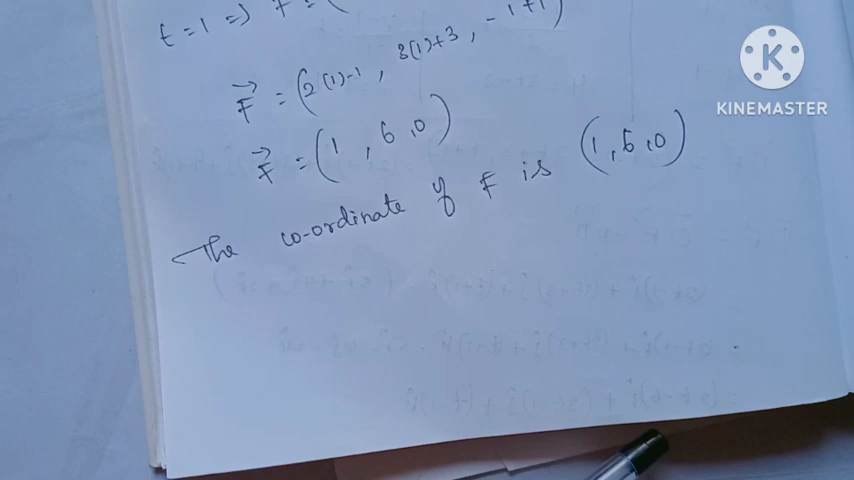 t = 1 => F = (
F = (2(1)-1, 3(1)+3, -1+1)
F = (1, 6, 0)
The co-ordinate of F is (1, 6, 0)
K
KINEMASTER